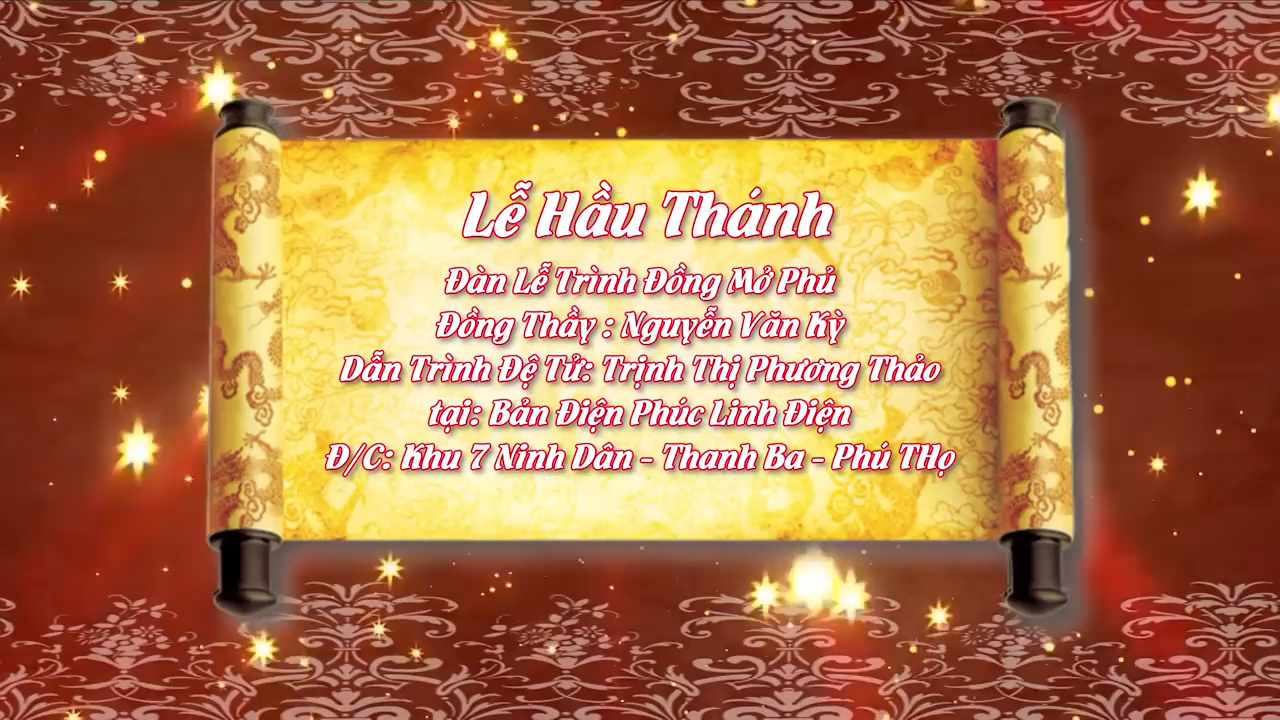 Lễ Hầu Thánh
Đàn Lễ Trình Đồng Mở Phủ
Đồng Thầy : Nguyễn Văn Kỳ
Dẫn Trình Đệ Tử: Trịnh Thị Phương Thảo
tại: Bản Điện Phúc Linh Điện
Đ/C: Khu 7 Ninh Dân - Thanh Ba - Phú THọ